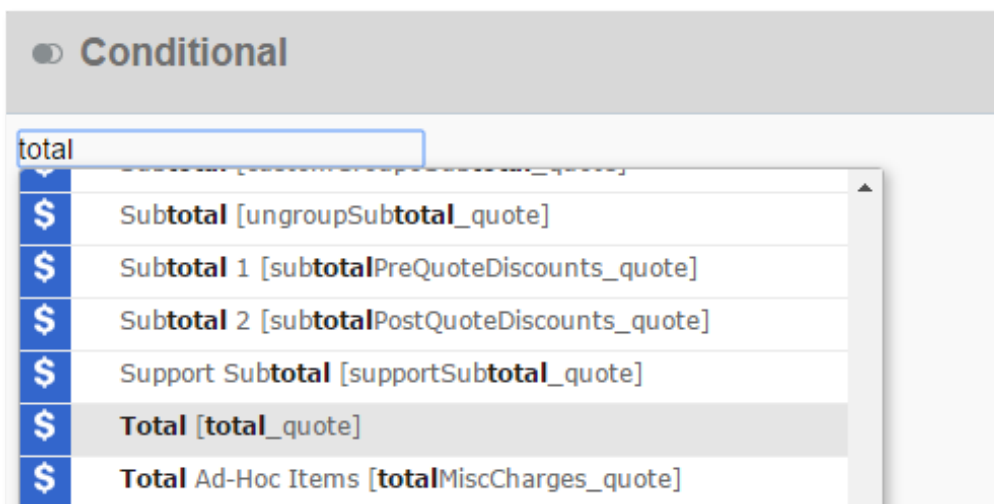 Conditional
total
$ Subtotal [ungroupSubtotal_quote]
$ Subtotal 1 [subtotalPreQuoteDiscounts_quote]
$ Subtotal 2 [subtotalPostQuoteDiscounts_quote]
$ Support Subtotal [supportSubtotal_quote]
$ Total [total_quote]
$ Total Ad-Hoc Items [totalMiscCharges_quote]